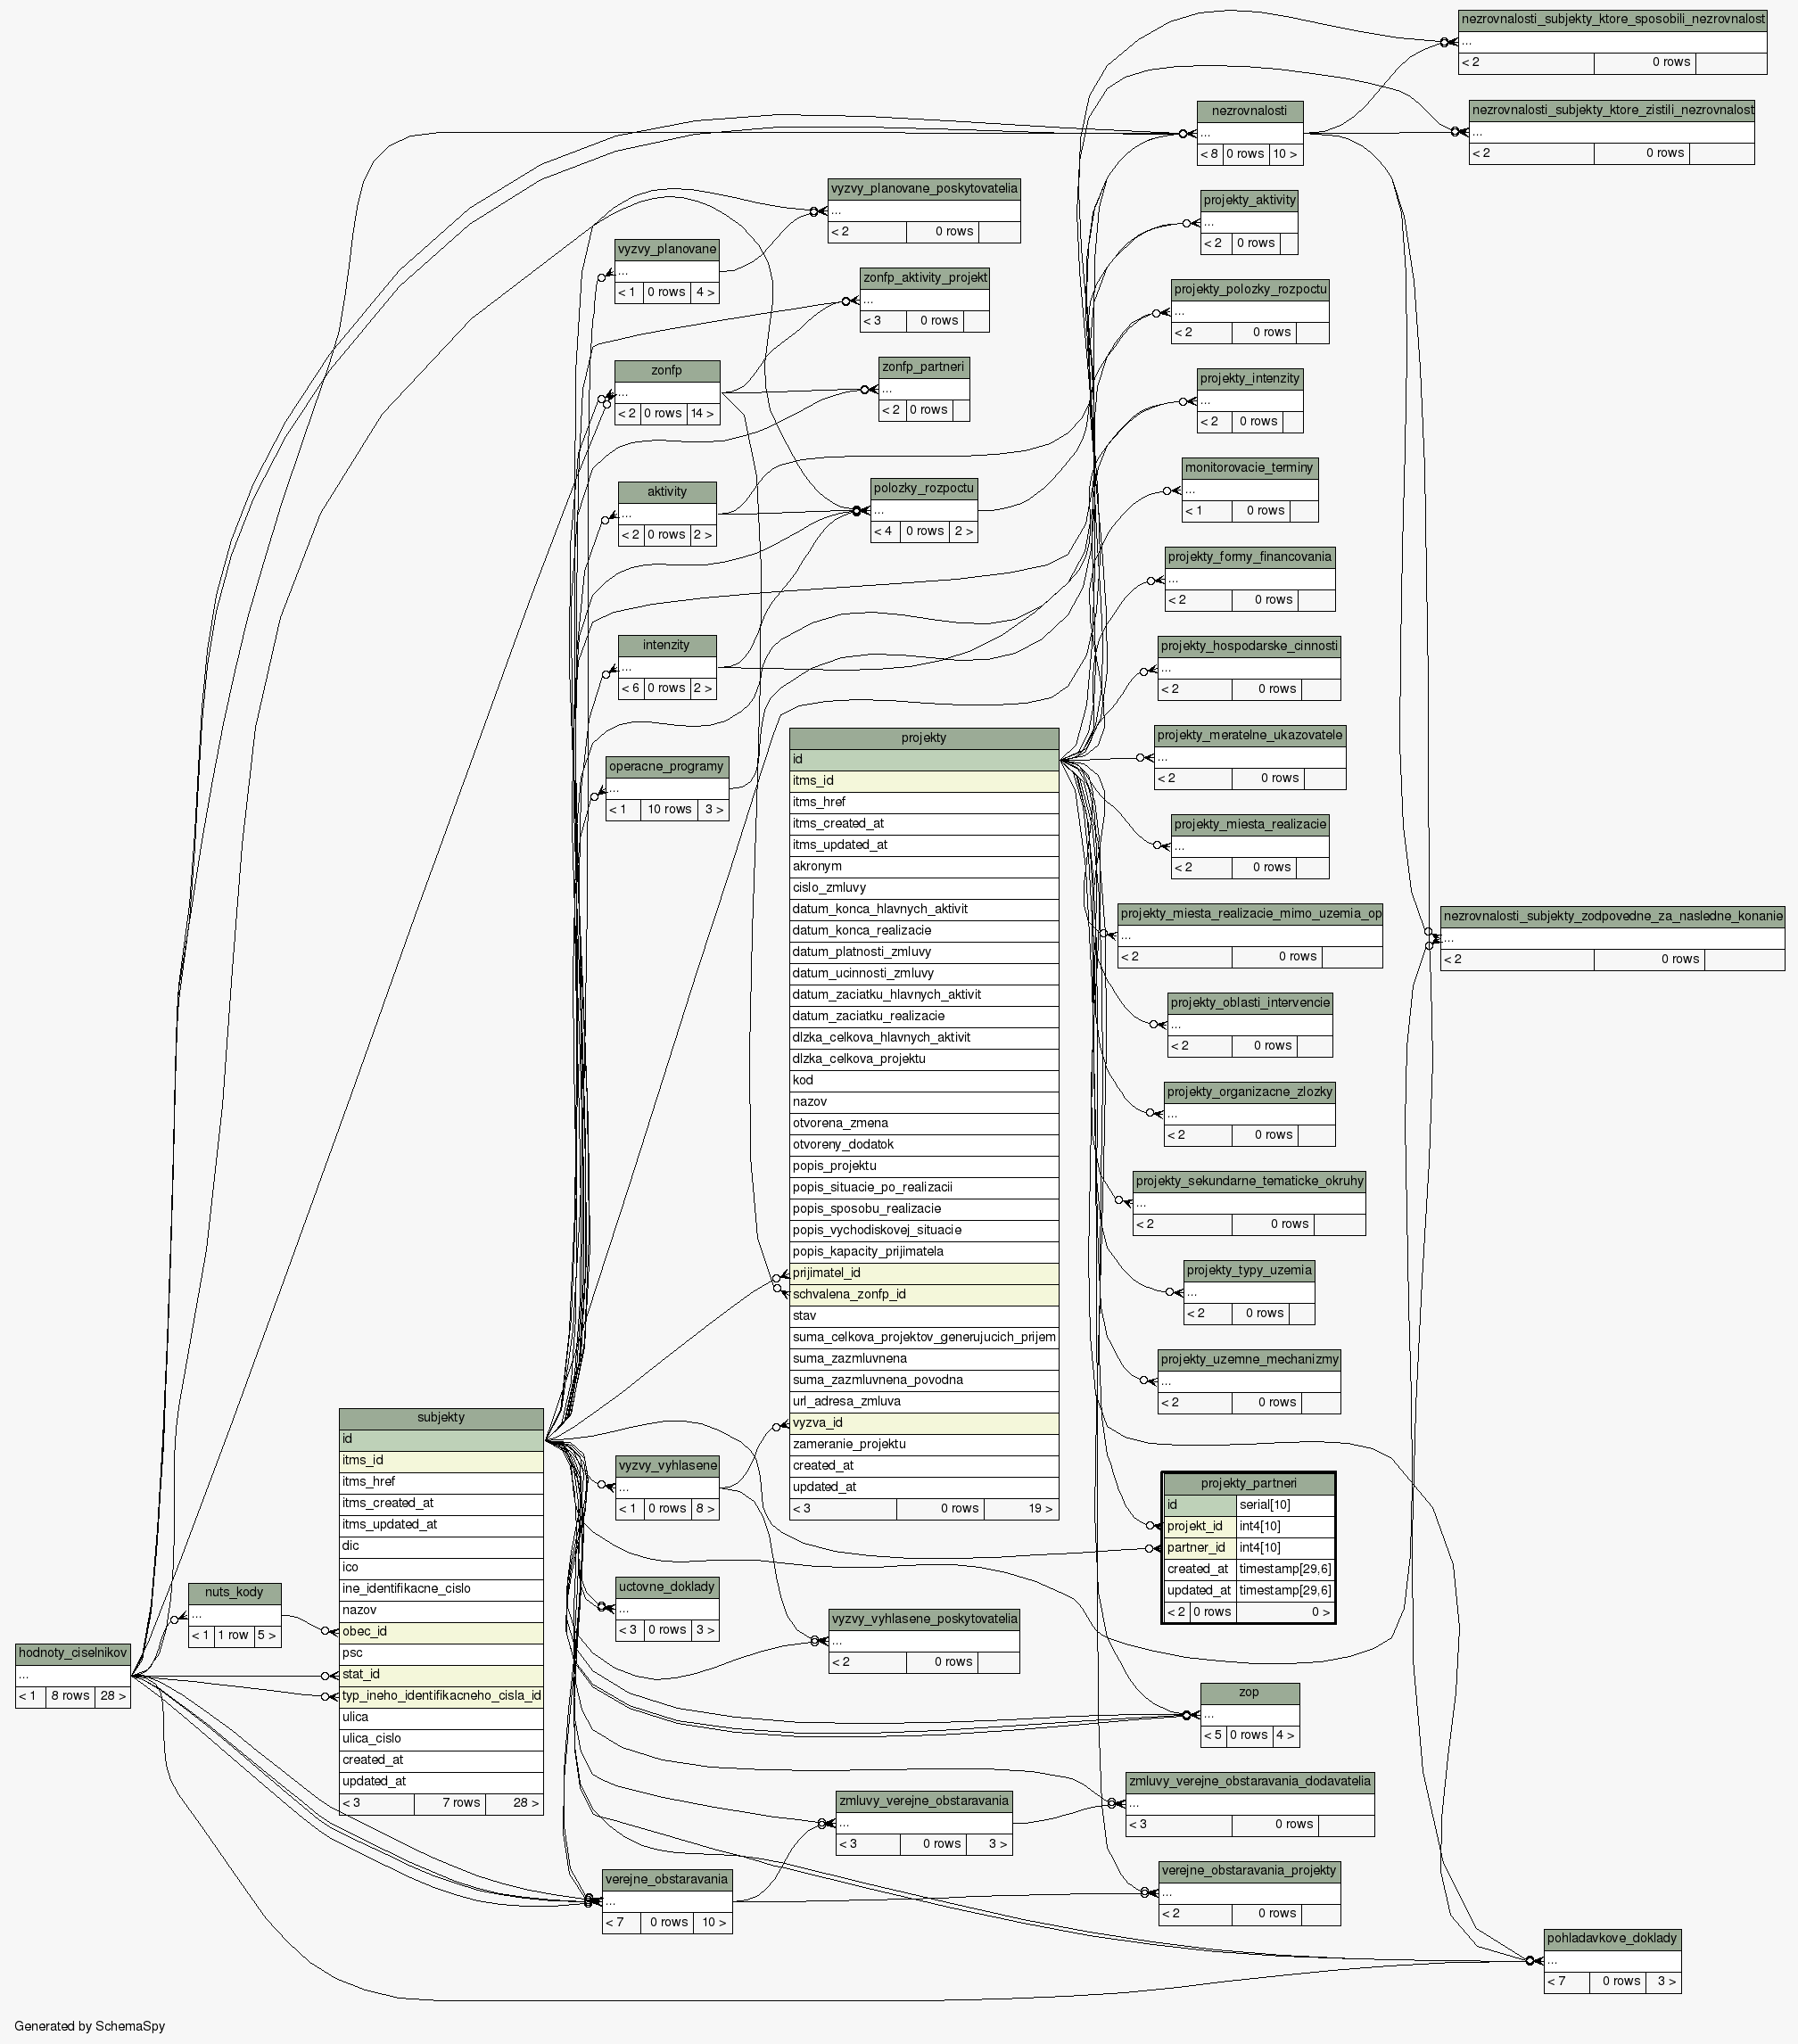 nezrovnalosti_subjekty_ktore_sposobili_nezrovnalost
...
< 2 0 rows
nezrovnalosti_subjekty_ktore_zistili_nezrovnalost
...
< 2 0 rows
nezrovnalosti
...
< 8 0 rows 10 >
vyzvy_planovane_poskytovatelia
...
< 2 0 rows
projekty_aktivity
...
< 2 0 rows
vyzvy_planovane
...
< 1 0 rows 4 >
zonfp_aktivity_projekt
...
< 3 0 rows
projekty_polozky_rozpoctu
...
< 2 0 rows
zonfp
...
< 2 0 rows 14 >
zonfp_partneri
...
< 2 0 rows
projekty_intenzity
...
< 2 0 rows
monitorovacie_terminy
...
< 1 0 rows
aktivity
...
< 2 0 rows 2 >
polozky_rozpoctu
...
< 4 0 rows 2 >
projekty_formy_financovania
...
< 2 0 rows
intenzity
...
< 6 0 rows 2 >
projekty_hospodarske_cinnosti
...
< 2 0 rows
operacne_programy
...
< 1 10 rows 3 >
projekty_meratelne_ukazovatele
...
< 2 0 rows
projekty_miesta_realizacie
...
< 2 0 rows
projekty_miesta_realizacie_mimo_uzemia_op
...
< 2 0 rows
nezrovnalosti_subjekty_zodpovedne_za_nasledne_konanie
...
< 2 0 rows
projekty_oblasti_intervencie
...
< 2 0 rows
projekty_organizacne_zlozky
...
< 2 0 rows
projekty_sekundarne_tematicke_okruhy
...
< 2 0 rows
projekty_typy_uzemia
...
< 2 0 rows
projekty_uzemne_mechanizmy
...
< 2 0 rows
projekty
id
itms_id
itms_href
itms_created_at
itms_updated_at
akronym
cislo_zmluvy
datum_konca_hlavnych_aktivit
datum_konca_realizacie
datum_platnosti_zmluvy
datum_ucinnosti_zmluvy
datum_zaciatku_hlavnych_aktivit
datum_zaciatku_realizacie
dlzka_celkova_hlavnych_aktivit
dlzka_celkova_projektu
kod
nazov
otvorena_zmena
otvoreny_dodatok
popis_projektu
popis_situacie_po_realizacii
popis_sposobu_realizacie
popis_vychodiskovej_situacie
popis_kapacity_prijimatela
prijimatel_id
schvalena_zonfp_id
stav
suma_celkova_projektov_generujucich_prijem
suma_zazmluvnena
suma_zazmluvnena_povodna
url_adresa_zmluva
vyzva_id
zameranie_projektu
created_at
updated_at
< 3 0 rows 19 >
subjekty
id
itms_id
itms_href
itms_created_at
itms_updated_at
dic
ico
ine_identifikacne_cislo
nazov
obec_id
psc
stat_id
typ_ineho_identifikacneho_cisla_id
ulica
ulica_cislo
created_at
updated_at
< 3 7 rows 28 >
vyzvy_vyhlasene
...
< 1 0 rows 8 >
projekty_partneri
id serial[10]
projekt_id int4[10]
partner_id int4[10]
created_at timestamp[29,6]
updated_at timestamp[29,6]
< 2 0 rows 0 >
nuts_kody
...
< 1 1 row 5 >
uctovne_doklady
...
< 3 0 rows 3 >
vyzvy_vyhlasene_poskytovatelia
...
< 2 0 rows
hodnoty_ciselnikov
...
< 1 8 rows 28 >
zop
...
< 5 0 rows 4 >
zmluvy_verejne_obstaravania_dodavatelia
...
< 3 0 rows
zmluvy_verejne_obstaravania
...
< 3 0 rows 3 >
verejne_obstaravania
...
< 7 0 rows 10 >
verejne_obstaravania_projekty
...
< 2 0 rows
pohladavkove_doklady
...
< 7 0 rows 3 >
Generated by SchemaSpy